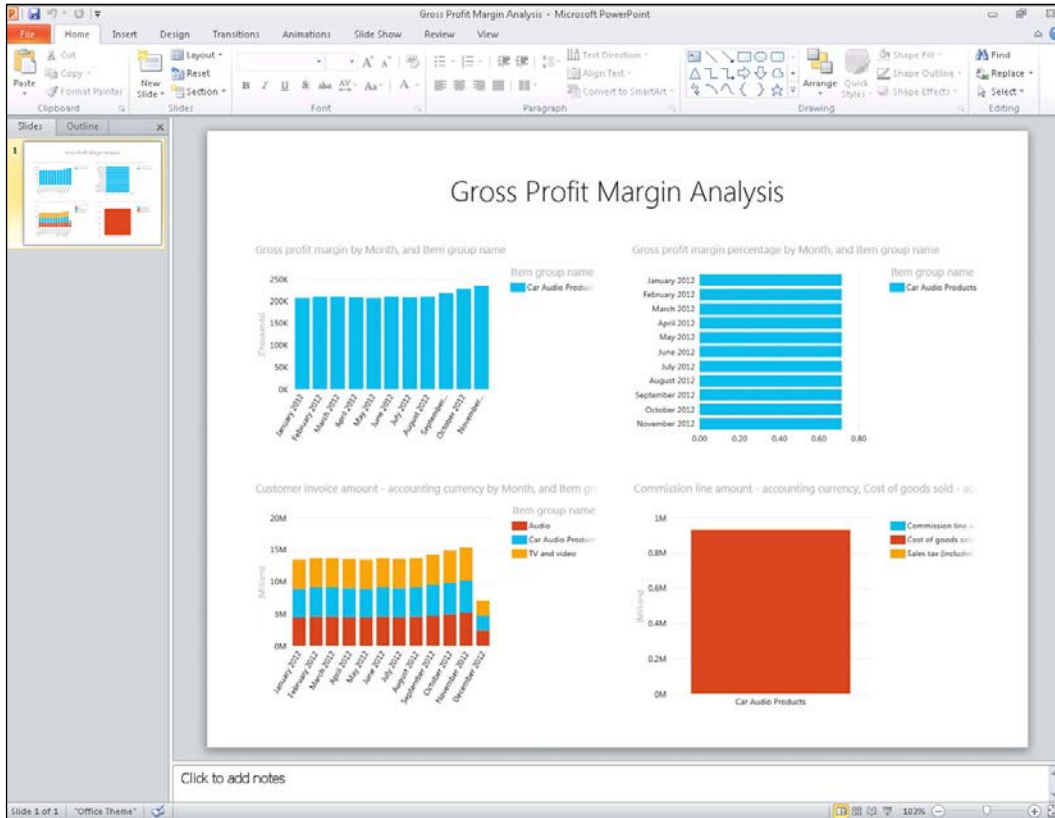 Gross Profit Margin Analysis - Microsoft PowerPoint
File Home Insert Design Transitions Animations Slide Show Review View
Paste
Cut
Copy
Format Painter
Clipboard
New Slide
Layout
Reset
Section
Slides
B I U S abc AV Aa A
Font
Text Direction
Align Text
Convert to SmartArt
Paragraph
Arrange
Quick Styles
Shape Fill
Shape Outline
Shape Effects
Drawing
Find
Replace
Select
Editing
Slides Outline
1
Gross Profit Margin Analysis
Gross profit margin by Month, and Item group name
Item group name
Car Audio Product
(Thousands)
250K
200K
150K
100K
50K
0K
January 2012
February 2012
March 2012
April 2012
May 2012
June 2012
July 2012
August 2012
September...
October 2012
November...
Gross profit margin percentage by Month, and Item group name
Item group name
Car Audio Products
January 2012
February 2012
March 2012
April 2012
May 2012
June 2012
July 2012
August 2012
September 2012
October 2012
November 2012
0.00 0.20 0.40 0.60 0.80
Customer invoice amount - accounting currency by Month, and Item gr
Item group name
Audio
Car Audio Product
TV and video
(Millions)
20M
15M
10M
5M
0M
January 2012
February 2012
March 2012
April 2012
May 2012
June 2012
July 2012
August 2012
September 2012
October 2012
November 2012
December 2012
Commission line amount - accounting currency, Cost of goods sold - ac
Commission line a
Cost of goods sol
Sales tax (included
(Millions)
1M
0.8M
0.6M
0.4M
0.2M
0M
Car Audio Products
Click to add notes
Slide 1 of 1 "Office Theme" 103%